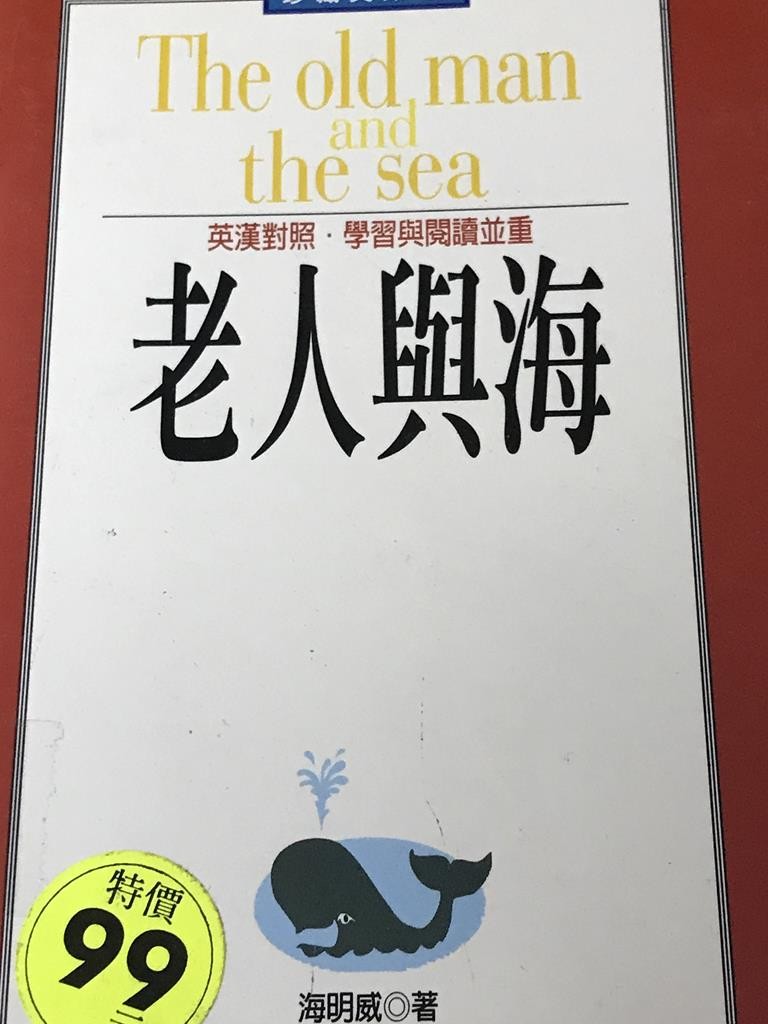 The old man
and
the sea
英漢對照·學習與閱讀並重
老人與海
特價
99
海明威◎著